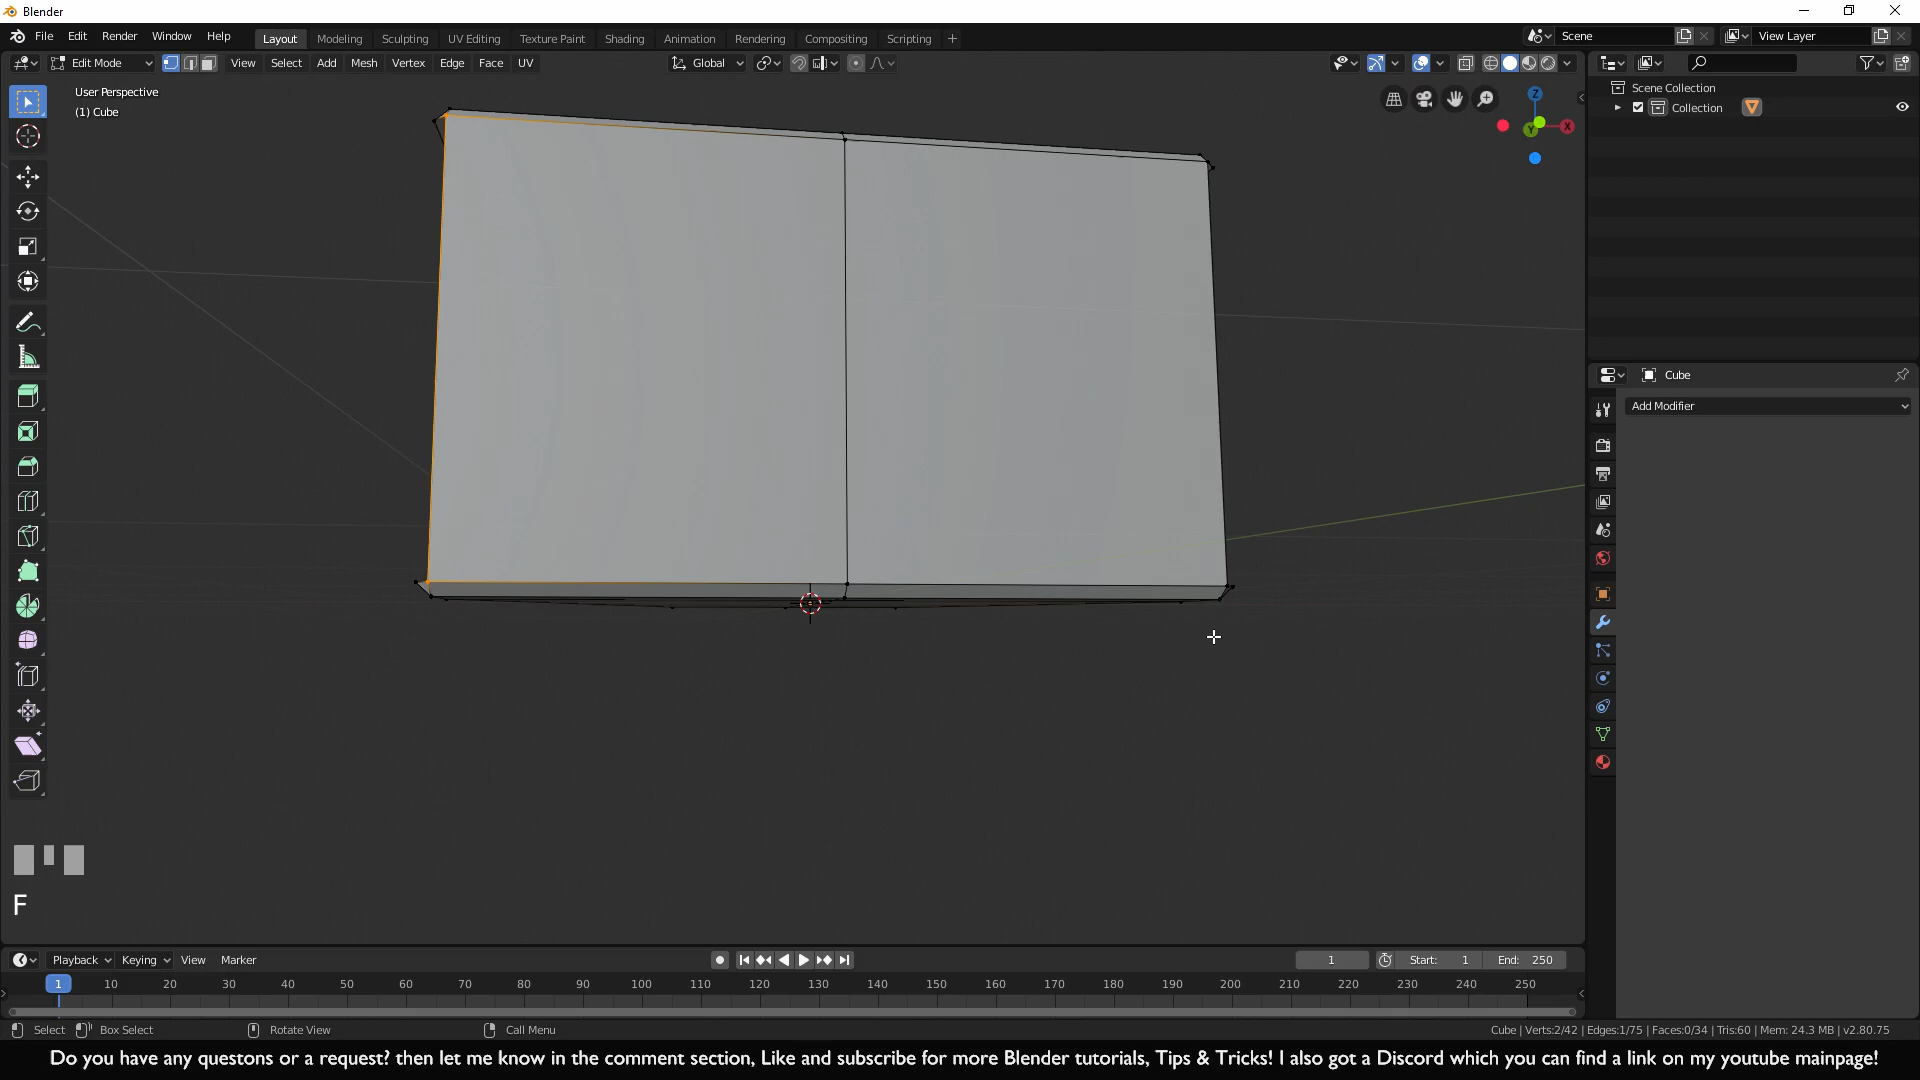 Blender
File Edit Render Window Help Layout Modeling Sculpting UV Editing Texture Paint Shading Animation Rendering Compositing Scripting + Scene View Layer
Edit Mode View Select Add Mesh Vertex Edge Face UV Global
User Perspective
(1) Cube
Z
Y
X
Scene Collection
Collection
Cube
Add Modifier
F
Playback Keying View Marker 1 Start: 1 End: 250
1 10 20 30 40 50 60 70 80 90 100 110 120 130 140 150 160 170 180 190 200 210 220 230 240 250
Select Box Select Rotate View Call Menu Cube | Verts:2/42 | Edges:1/75 | Faces:0/34 | Tris:60 | Mem: 24.3 MB | v2.80.75
Do you have any questons or a request? then let me know in the comment section, Like and subscribe for more Blender tutorials, Tips & Tricks! I also got a Discord which you can find a link on my youtube mainpage!